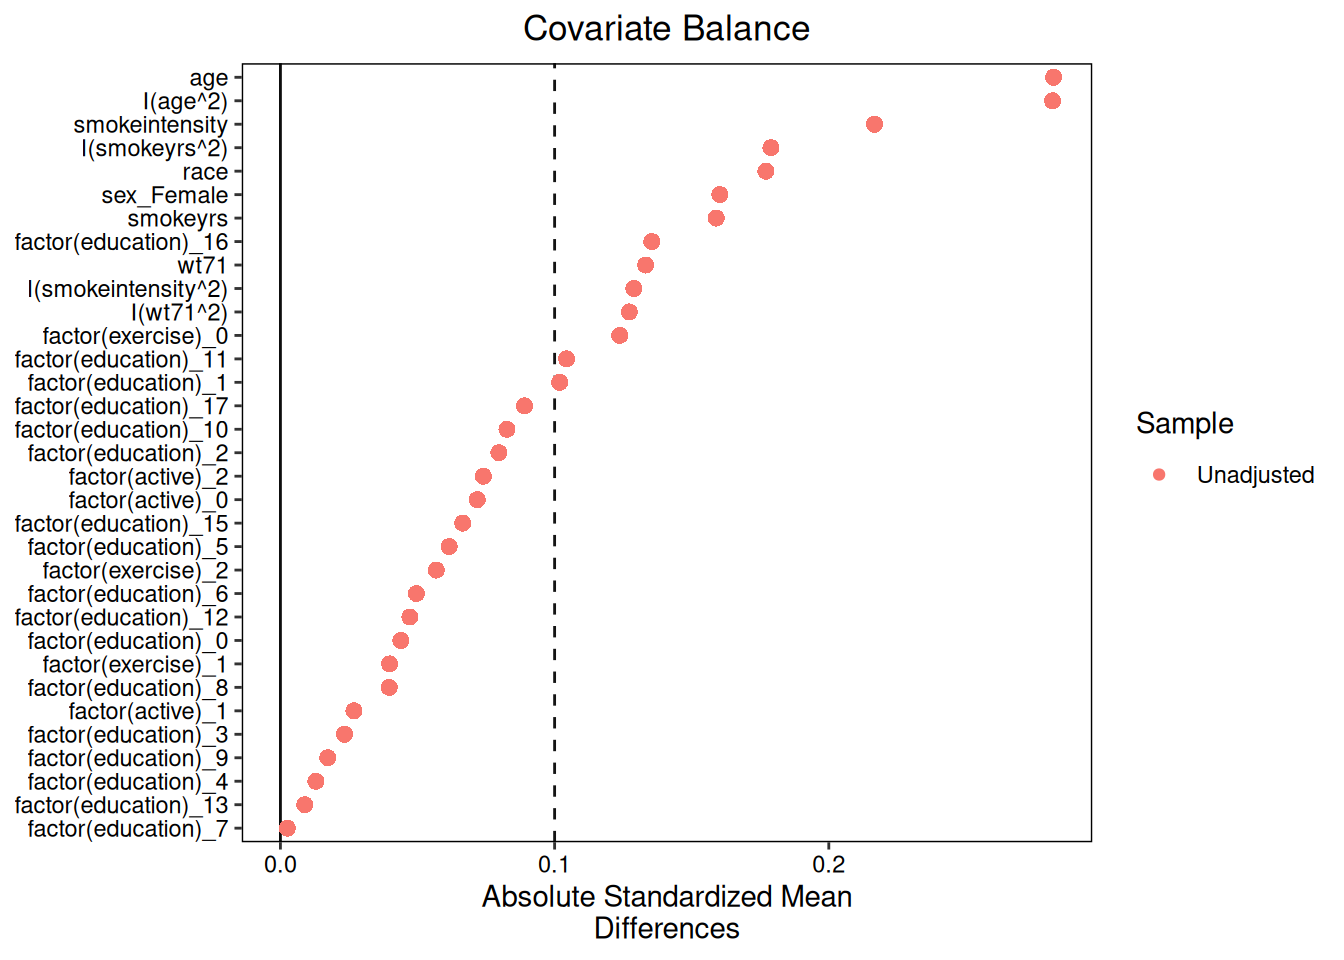 Covariate Balance
age
I(age^2)
smokeintensity
I(smokeyrs^2)
race
sex_Female
smokeyrs
factor(education)_16
wt71
I(smokeintensity^2)
I(wt71^2)
factor(exercise)_0
factor(education)_11
factor(education)_1
factor(education)_17
factor(education)_10
factor(education)_2
factor(active)_2
factor(active)_0
factor(education)_15
factor(education)_5
factor(exercise)_2
factor(education)_6
factor(education)_12
factor(education)_0
factor(exercise)_1
factor(education)_8
factor(active)_1
factor(education)_3
factor(education)_9
factor(education)_4
factor(education)_13
factor(education)_7
0.0 0.1 0.2
Absolute Standardized Mean
Differences
Sample
Unadjusted